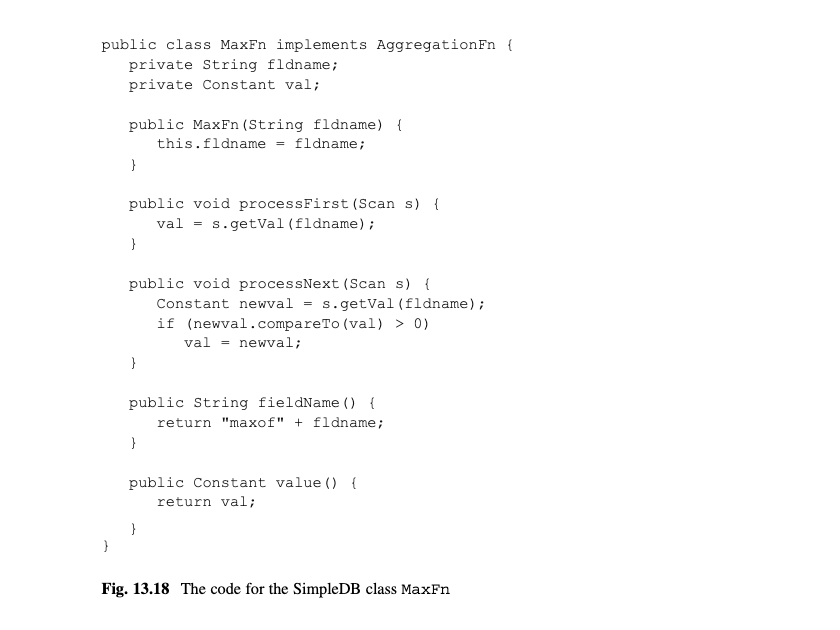 public class MaxFn implements AggregationFn {
   private String fldname;
   private Constant val;

   public MaxFn(String fldname) {
      this.fldname = fldname;
   }

   public void processFirst(Scan s) {
      val = s.getVal(fldname);
   }

   public void processNext(Scan s) {
      Constant newval = s.getVal(fldname);
      if (newval.compareTo(val) > 0)
         val = newval;
   }

   public String fieldName() {
      return "maxof" + fldname;
   }

   public Constant value() {
      return val;
   }
}
Fig. 13.18 The code for the SimpleDB class MaxFn